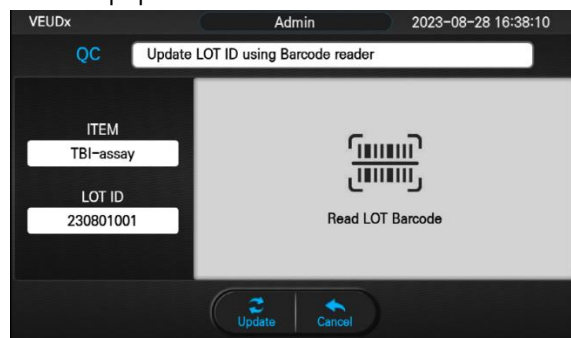 VEUDx Admin 2023-08-28 16:38:10
QC Update LOT ID using Barcode reader
ITEM
TBI-assay
LOT ID
230801001
Read LOT Barcode
Update Cancel